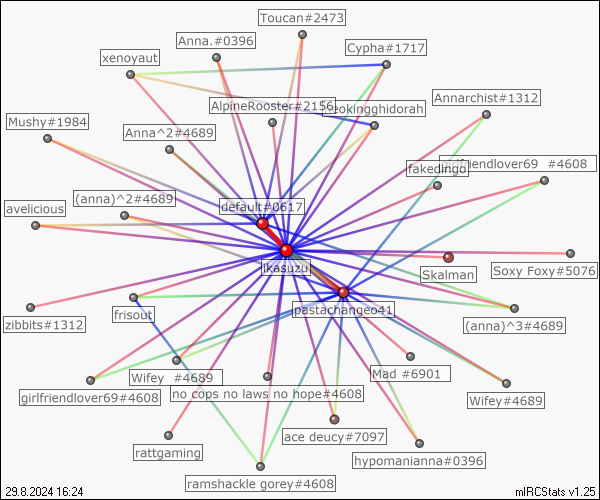 Toucan#2473
Anna.#0396
Cypha#1717
xenoyaut
Annarchist#1312
AlpineRooster#2156
neokingghidorah
Mushy#1984
Anna^2#4689
fakedingo
girlfriendlover69 #4608
(anna)^2#4689
default#0617
avelicious
ikasuzu
Skalman
Soxy Foxy#5076
zibbits#1312
frisout
pastachangeo41
(anna)^3#4689
Wifey #4689
Mad #6901
girlfriendlover69#4608
no cops no laws no hope#4608
Wifey#4689
rattgaming
ace deucy#7097
hypomanianna#0396
ramshackle gorey#4608
29.8.2024 16:24
mIRCStats v1.25